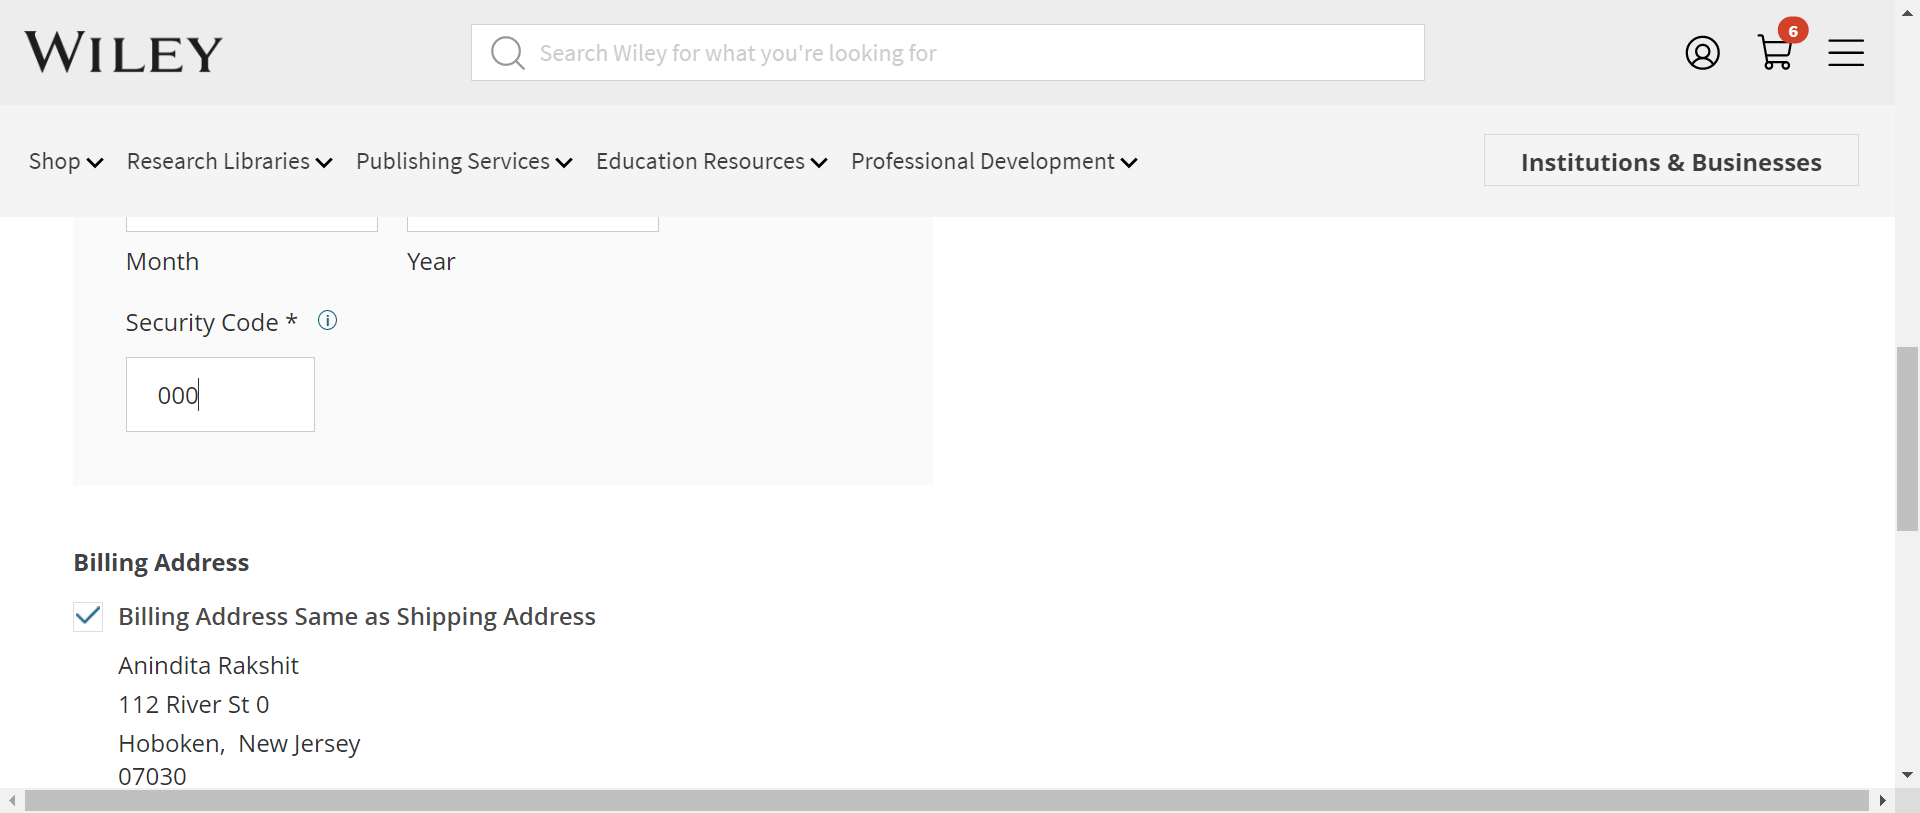 WILEY
Search Wiley for what you're looking for
6
Shop Research Libraries Publishing Services Education Resources Professional Development
Institutions & Businesses
Month Year
Security Code *
000
Billing Address
Billing Address Same as Shipping Address
Anindita Rakshit
112 River St 0
Hoboken, New Jersey
07030